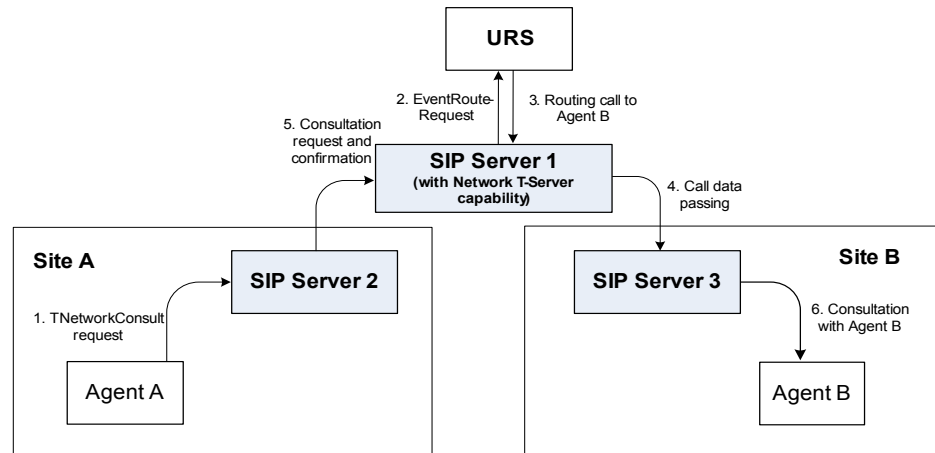 URS
2. EventRoute-
Request
3. Routing call to
Agent B
5. Consultation
request and
confirmation
SIP Server 1
(with Network T-Server
capability)
4. Call data
passing
Site A
SIP Server 2
1. TNetworkConsult
request
Agent A
Site B
SIP Server 3
6. Consultation
with Agent B
Agent B